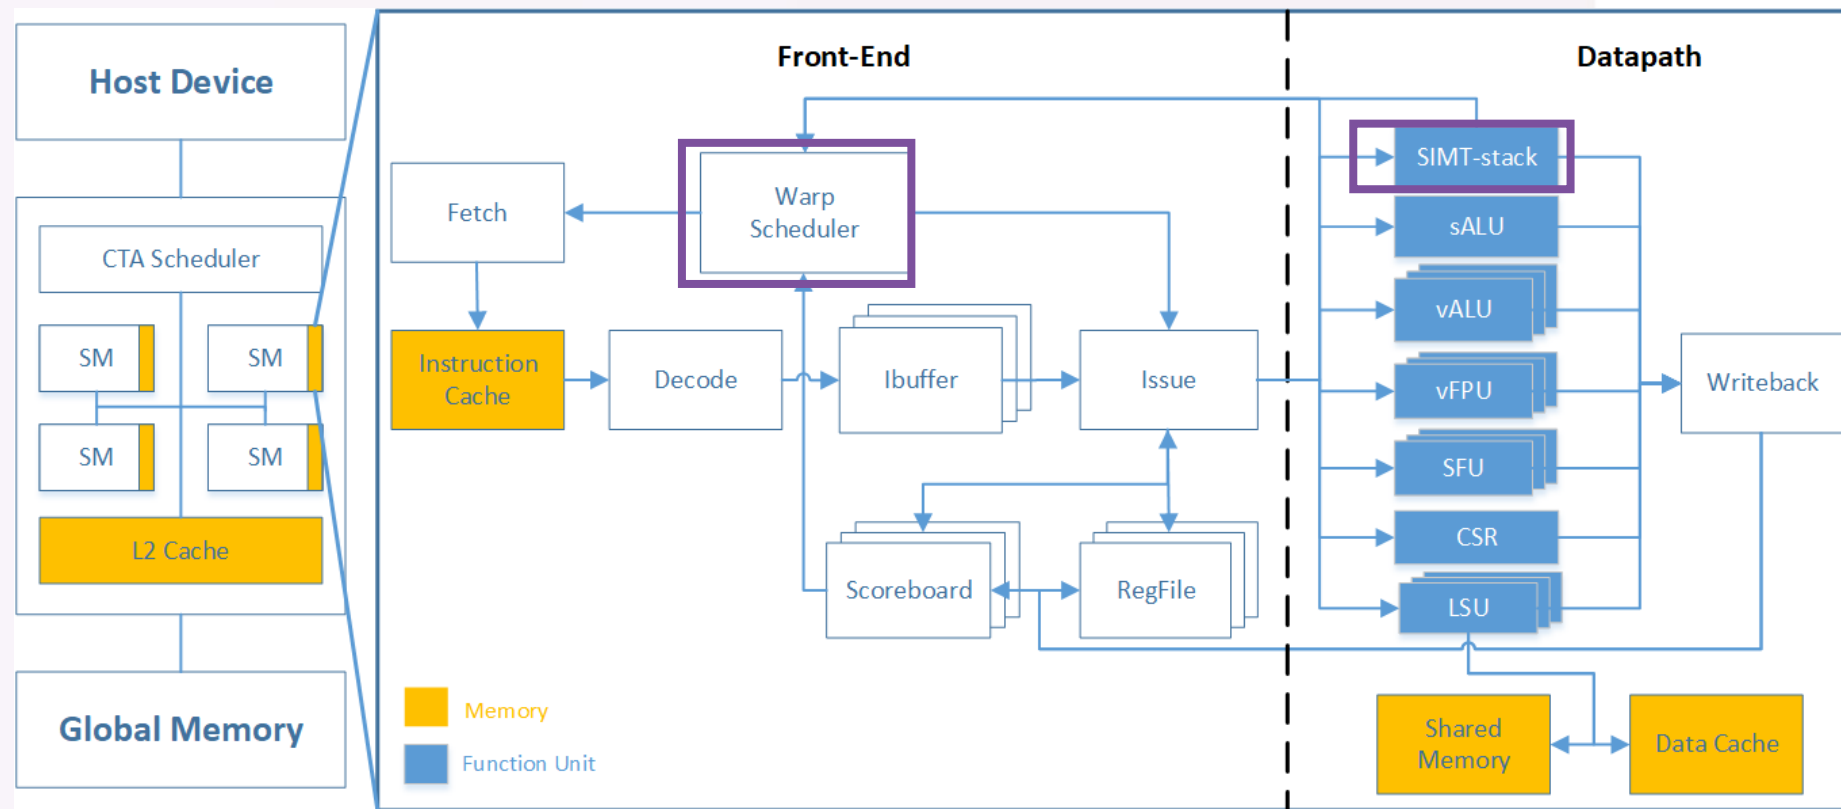 Host Device
CTA Scheduler
SM
SM
SM
SM
L2 Cache
Global Memory
Front-End
Datapath
Fetch
Warp
Scheduler
Instruction
Cache
Decode
Ibuffer
Issue
Scoreboard
RegFile
Memory
Function Unit
SIMT-stack
sALU
vALU
vFPU
SFU
CSR
LSU
Writeback
Shared
Memory
Data Cache